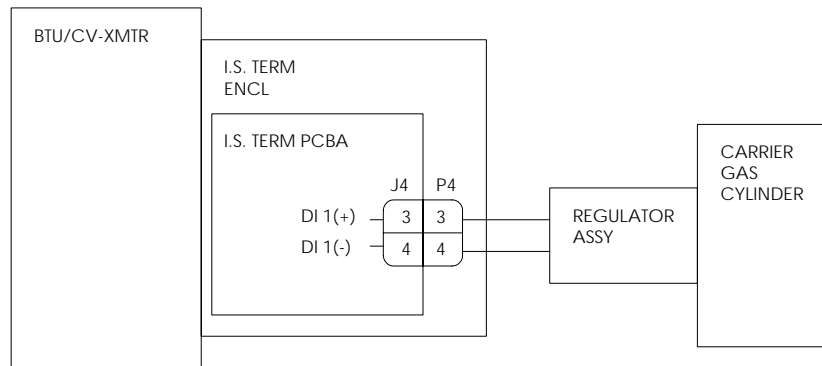 BTU/CV-XMTR
I.S. TERM
ENCL
I.S. TERM PCBA
J4 P4
DI 1(+) 3 3
DI 1(-) 4 4
REGULATOR
ASSY
CARRIER
GAS
CYLINDER